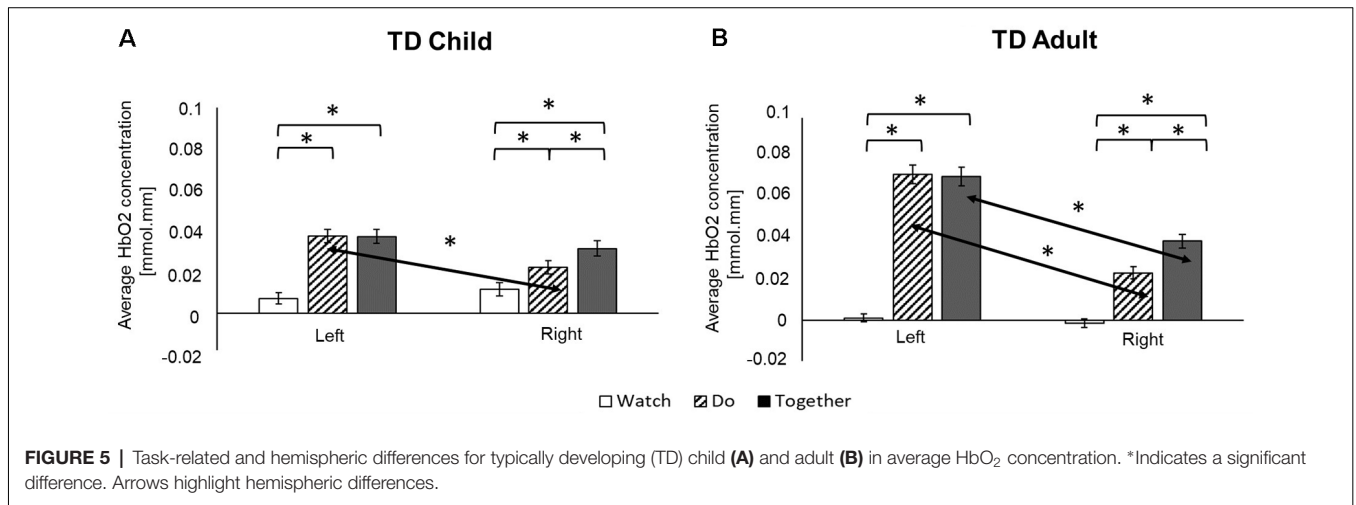 A
TD Child
Average HbO2 concentration
[mmol.mm]
0.1
0.08
0.06
0.04
0.02
0
-0.02
*
*
*
*
*
*
Left
Right
B
TD Adult
Average HbO2 concentration
[mmol.mm]
0.1
0.08
0.06
0.04
0.02
0
-0.02
*
*
*
*
*
*
*
Left
Right
Watch Do Together
FIGURE 5 | Task-related and hemispheric differences for typically developing (TD) child (A) and adult (B) in average HbO₂ concentration. *Indicates a significant
difference. Arrows highlight hemispheric differences.